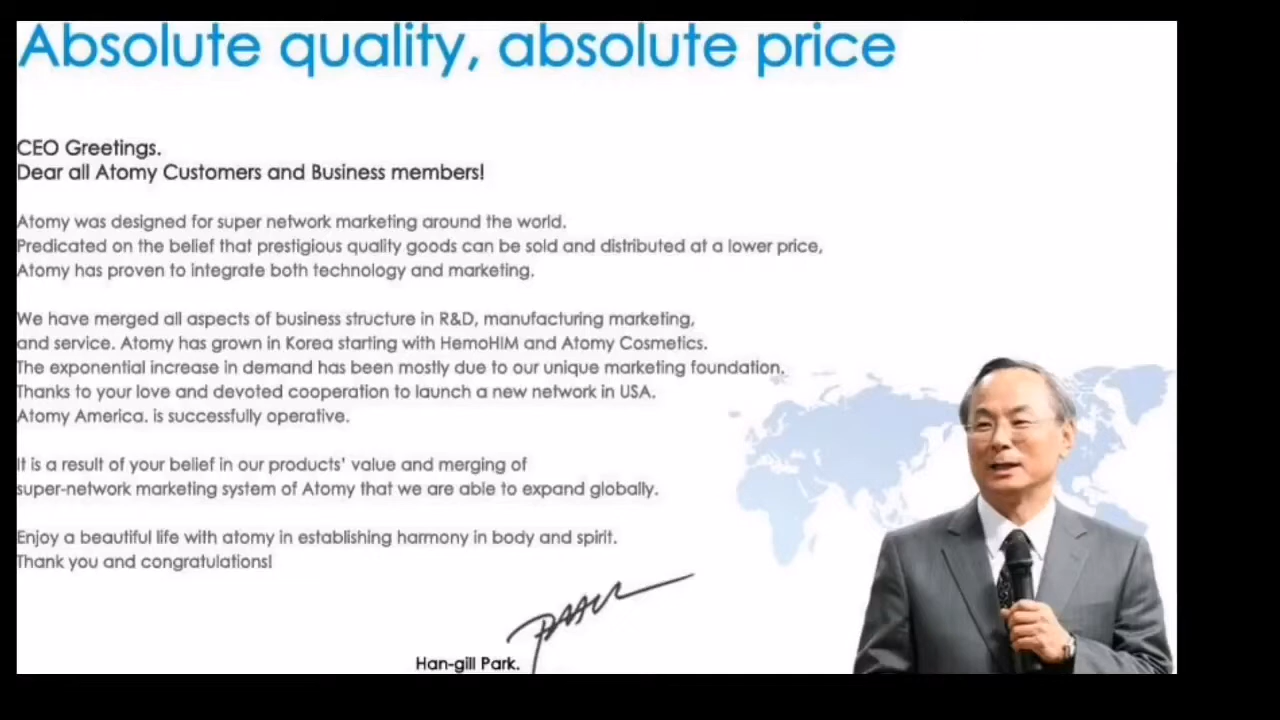 Absolute quality, absolute price
CEO Greetings.
Dear all Atomy Customers and Business members!
Atomy was designed for super network marketing around the world.
Predicated on the belief that prestigious quality goods can be sold and distributed at a lower price,
Atomy has proven to integrate both technology and marketing.
We have merged all aspects of business structure in R&D, manufacturing marketing,
and service. Atomy has grown in Korea starting with HemoHIM and Atomy Cosmetics.
The exponential increase in demand has been mostly due to our unique marketing foundation.
Thanks to your love and devoted cooperation to launch a new network in USA.
Atomy America. is successfully operative.
It is a result of your belief in our products' value and merging of
super-network marketing system of Atomy that we are able to expand globally.
Enjoy a beautiful life with atomy in establishing harmony in body and spirit.
Thank you and congratulations!
Han-gill Park.